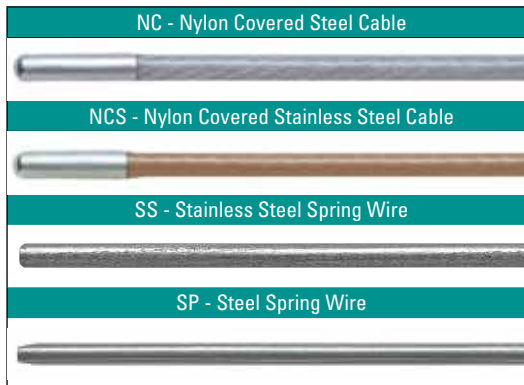 NC - Nylon Covered Steel Cable
NCS - Nylon Covered Stainless Steel Cable
SS - Stainless Steel Spring Wire
SP - Steel Spring Wire